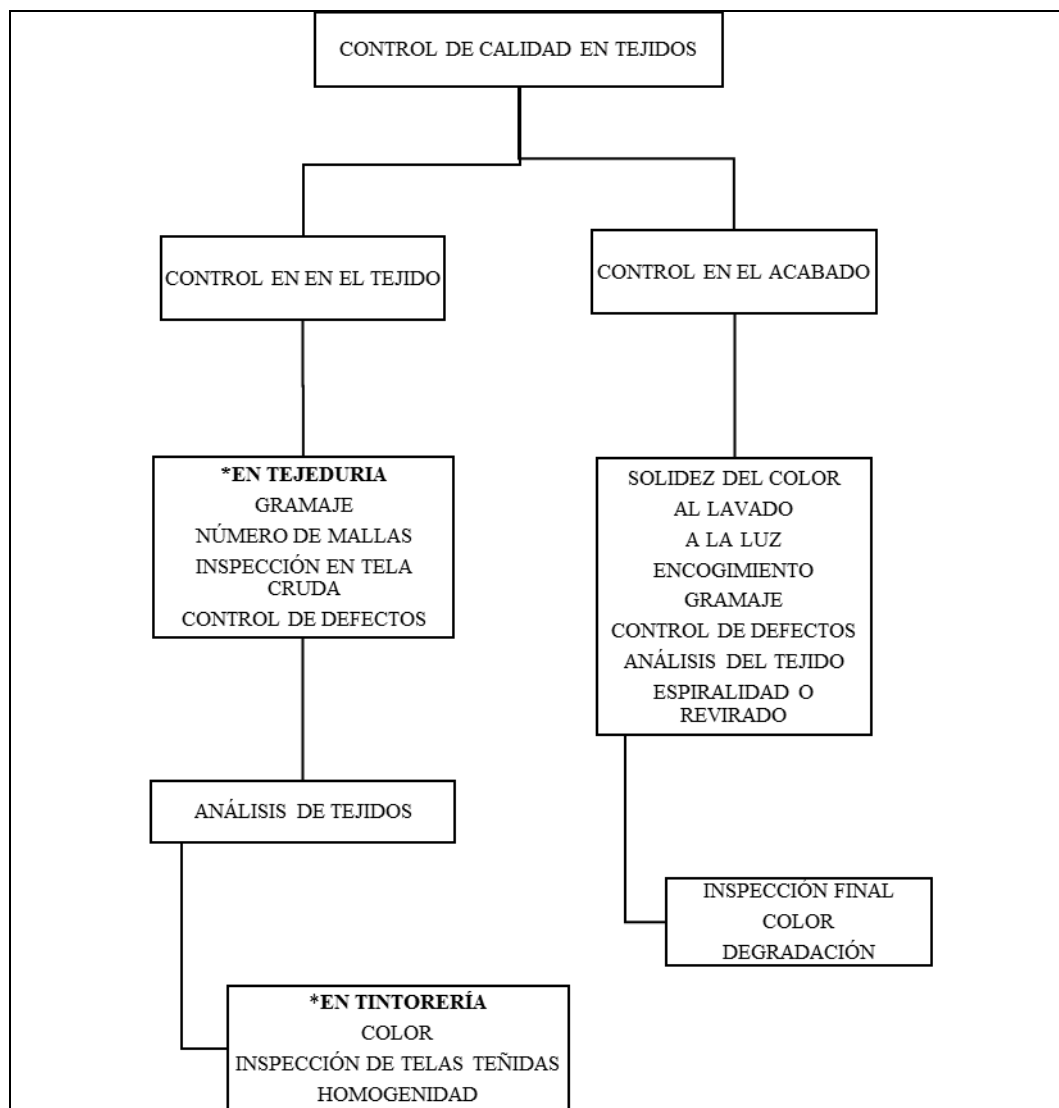 CONTROL DE CALIDAD EN TEJIDOS
CONTROL EN EN EL TEJIDO
CONTROL EN EL ACABADO
*EN TEJEDURIA
GRAMAJE
NÚMERO DE MALLAS
INSPECCIÓN EN TELA
CRUDA
CONTROL DE DEFECTOS
SOLIDEZ DEL COLOR
AL LAVADO
A LA LUZ
ENCOGIMIENTO
GRAMAJE
CONTROL DE DEFECTOS
ANÁLISIS DEL TEJIDO
ESPIRALIDAD O
REVIRADO
ANÁLISIS DE TEJIDOS
INSPECCIÓN FINAL
COLOR
DEGRADACIÓN
*EN TINTORERÍA
COLOR
INSPECCIÓN DE TELAS TEÑIDAS
HOMOGENIDAD